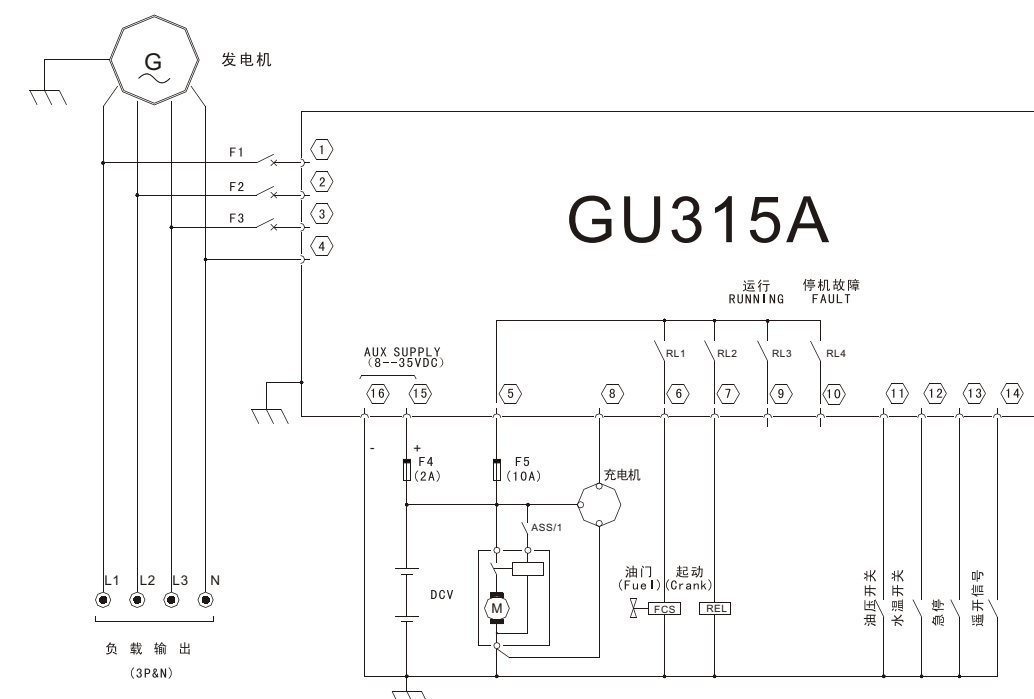 G
发电机
F1
1
F2
2
F3
3
4
GU315A
运行
RUNNING
停机故障
FAULT
AUX SUPPLY
(8--35VDC)
RL1
RL2
RL3
RL4
16
15
5
8
6
7
9
10
11
12
13
14
-
+
F4
(2A)
F5
(10A)
充电机
ASS/1
DCV
M
油门
(Fuel)
起动
(Crank)
FCS
REL
油压开关
水温开关
急停
遥开信号
L1
L2
L3
N
负载输出
(3P&N)